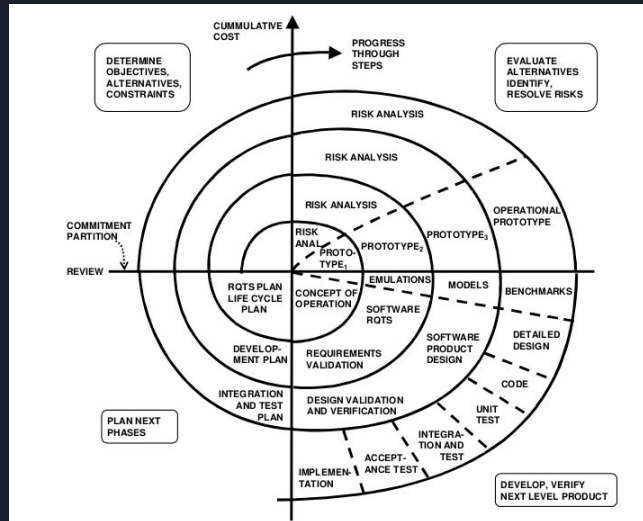 CUMMULATIVE
COST
PROGRESS
THROUGH
STEPS
DETERMINE
OBJECTIVES,
ALTERNATIVES,
CONSTRAINTS
EVALUATE
ALTERNATIVES
IDENTIFY,
RESOLVE RISKS
RISK ANALYSIS
RISK ANALYSIS
RISK ANALYSIS
RISK
ANAL.
PROTO-
TYPE1
PROTOTYPE2
PROTOTYPE3
OPERATIONAL
PROTOTYPE
COMMITMENT
PARTITION
REVIEW
RQTS PLAN
LIFE CYCLE
PLAN
CONCEPT OF
OPERATION
EMULATIONS
MODELS
BENCHMARKS
SOFTWARE
RQTS
SOFTWARE
PRODUCT
DESIGN
DETAILED
DESIGN
DEVELOP-
MENT PLAN
REQUIREMENTS
VALIDATION
CODE
INTEGRATION
AND TEST
PLAN
DESIGN VALIDATION
AND VERIFICATION
UNIT
TEST
INTEGRA-
TION AND
TEST
ACCEPT-
ANCE TEST
IMPLEMEN-
TATION
PLAN NEXT
PHASES
DEVELOP, VERIFY
NEXT LEVEL PRODUCT